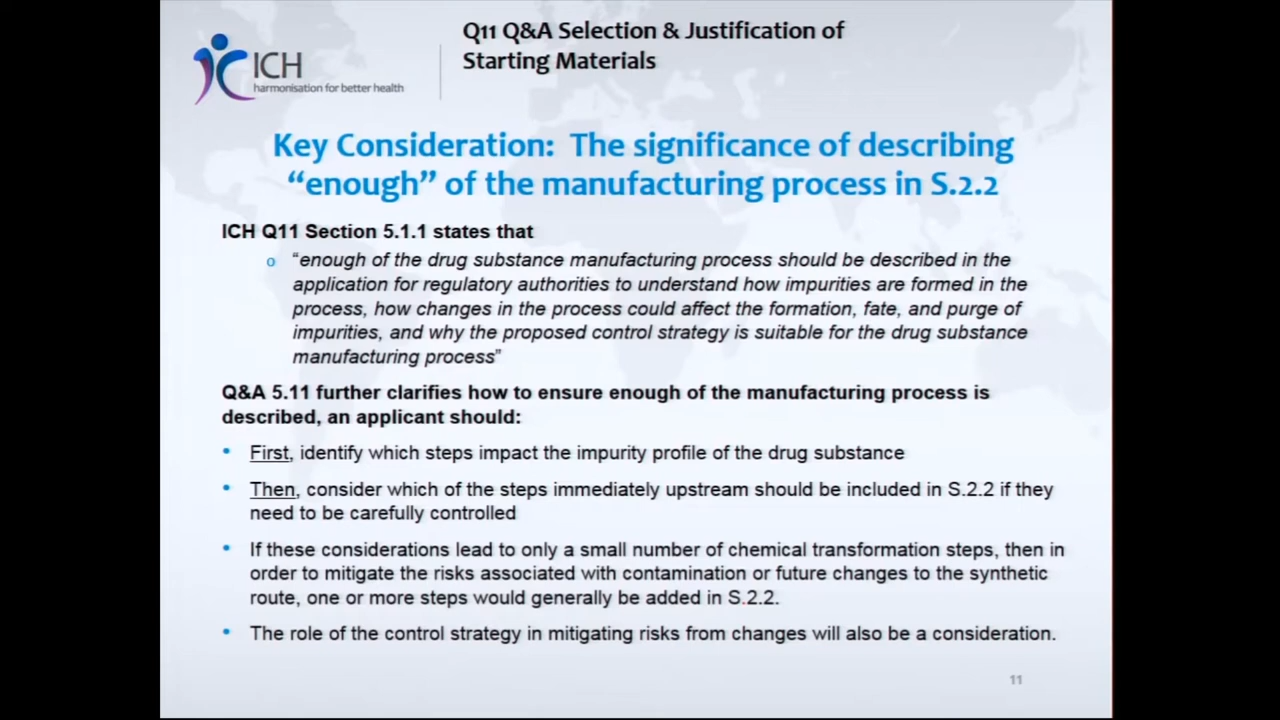 Q11 Q&A Selection & Justification of
Starting Materials
ICH
harmonisation for better health
Key Consideration: The significance of describing
“enough” of the manufacturing process in S.2.2
ICH Q11 Section 5.1.1 states that
o “enough of the drug substance manufacturing process should be described in the
application for regulatory authorities to understand how impurities are formed in the
process, how changes in the process could affect the formation, fate, and purge of
impurities, and why the proposed control strategy is suitable for the drug substance
manufacturing process”
Q&A 5.11 further clarifies how to ensure enough of the manufacturing process is
described, an applicant should:
• First, identify which steps impact the impurity profile of the drug substance
• Then, consider which of the steps immediately upstream should be included in S.2.2 if they
need to be carefully controlled
• If these considerations lead to only a small number of chemical transformation steps, then in
order to mitigate the risks associated with contamination or future changes to the synthetic
route, one or more steps would generally be added in S.2.2.
• The role of the control strategy in mitigating risks from changes will also be a consideration.
11